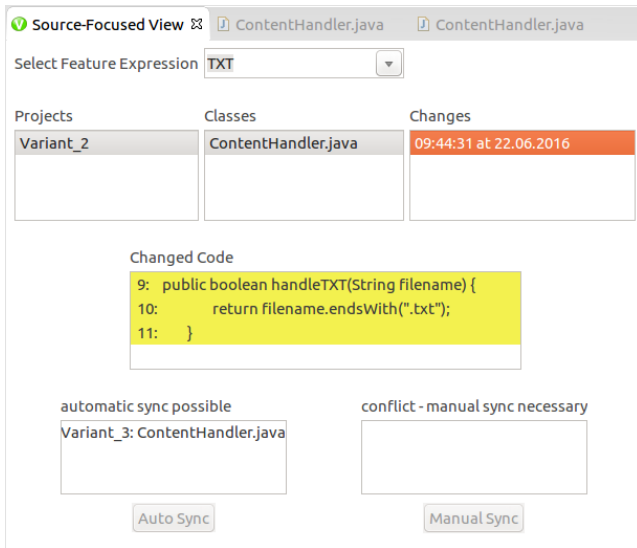 Source-Focused View ContentHandler.java ContentHandler.java
Select Feature Expression TXT
Projects Classes Changes
Variant_2 ContentHandler.java 09:44:31 at 22.06.2016
Changed Code
9: public boolean handleTXT(String filename) {
10: return filename.endsWith(".txt");
11: }
automatic sync possible conflict - manual sync necessary
Variant_3: ContentHandler.java
Auto Sync Manual Sync